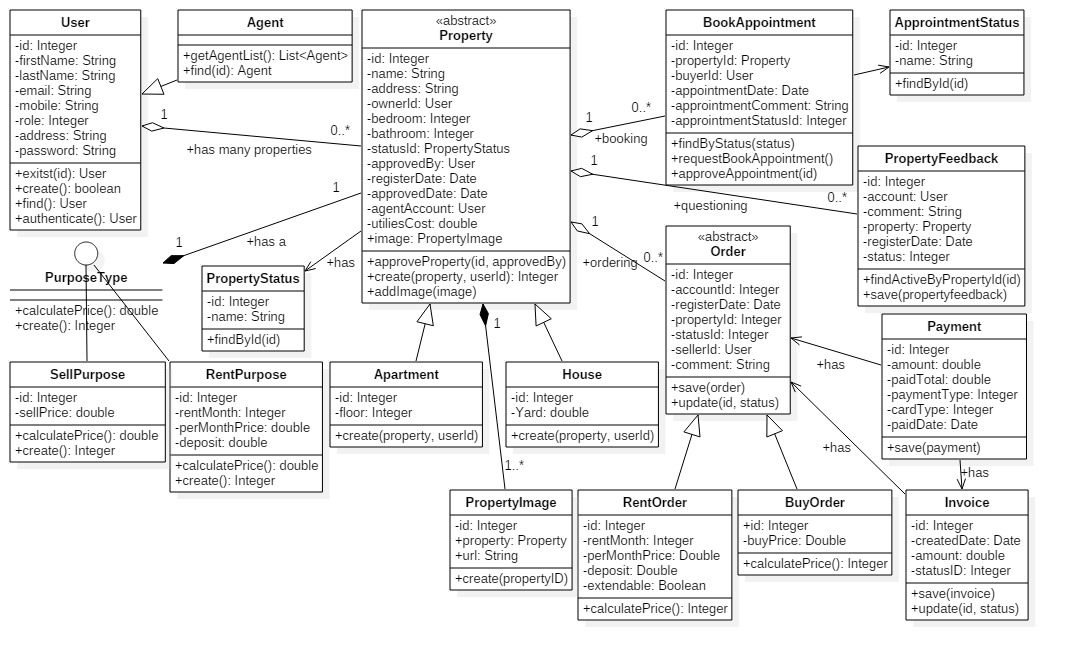 User
-id: Integer
-firstName: String
-lastName: String
-email: String
-mobile: String
-role: Integer
-address: String
-password: String
+exitst(id): User
+create(): boolean
+find(): User
+authenticate(): User
Agent
+getAgentList(): List<Agent>
+find(id): Agent
«abstract»
Property
-id: Integer
-name: String
-address: String
-ownerId: User
-bedroom: Integer
-bathroom: Integer
-statusId: PropertyStatus
-approvedBy: User
-registerDate: Date
-approvedDate: Date
-agentAccount: User
-utiliesCost: double
+image: PropertyImage
+approveProperty(id, approvedBy)
+create(property, userId): Integer
+addImage(image)
BookAppointment
-id: Integer
-propertyId: Property
-buyerId: User
-appointmentDate: Date
-appointmentComment: String
-appointmentStatusId: Integer
+findByStatus(status)
+requestBookAppointment()
+approveAppointment(id)
ApprointmentStatus
-id: Integer
-name: String
+findById(id)
1
0..*
+has many properties
1
0..*
+booking
1
0..*
+questioning
1
0..*
+ordering
1
1
+has a
+has
PropertyFeedback
-id: Integer
-account: User
-comment: String
-property: Property
-registerDate: Date
-status: Integer
+findActiveByPropertyId(id)
+save(propertyfeedback)
«abstract»
Order
-id: Integer
-accountId: Integer
-registerDate: Date
-propertyId: Integer
-statusId: Integer
-sellerId: User
-comment: String
+save(order)
+update(id, status)
PurposeType
+calculatePrice(): double
+create(): Integer
PropertyStatus
-id: Integer
-name: String
+findById(id)
1
1..*
Payment
-id: Integer
-amount: double
-paidTotal: double
-paymentType: Integer
-cardType: Integer
-paidDate: Date
+save(payment)
+has
+has
+has
SellPurpose
-id: Integer
-sellPrice: double
+calculatePrice(): double
+create(): Integer
RentPurpose
-id: Integer
-rentMonth: Integer
-perMonthPrice: double
-deposit: double
+calculatePrice(): double
+create(): Integer
Apartment
-id: Integer
-floor: Integer
+create(property, userId)
House
-id: Integer
-Yard: double
+create(property, userId)
PropertyImage
-id: Integer
+property: Property
+url: String
+create(propertyID)
RentOrder
-id: Integer
-rentMonth: Integer
-perMonthPrice: Double
-deposit: Double
-extendable: Boolean
+calculatePrice(): Integer
BuyOrder
+id: Integer
-buyPrice: Double
+calculatePrice(): Integer
Invoice
-id: Integer
-createdDate: Date
-amount: double
-statusID: Integer
+save(invoice)
+update(id, status)